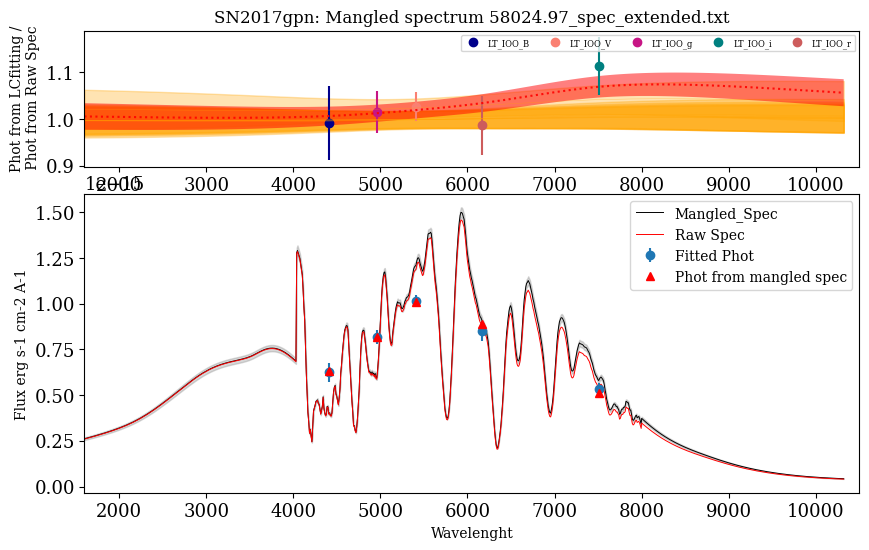 SN2017gpn: Mangled spectrum 58024.97_spec_extended.txt
Phot from LCfitting /
Phot from Raw Spec
LT_IOO_B LT_IOO_V LT_IOO_g LT_IOO_i LT_IOO_r
1.1
1.0
0.9
2000 3000 4000 5000 6000 7000 8000 9000 10000
1e−15
Mangled_Spec
Raw Spec
Fitted Phot
Phot from mangled spec
Flux erg s-1 cm-2 A-1
1.50
1.25
1.00
0.75
0.50
0.25
0.00
2000 3000 4000 5000 6000 7000 8000 9000 10000
Wavelenght